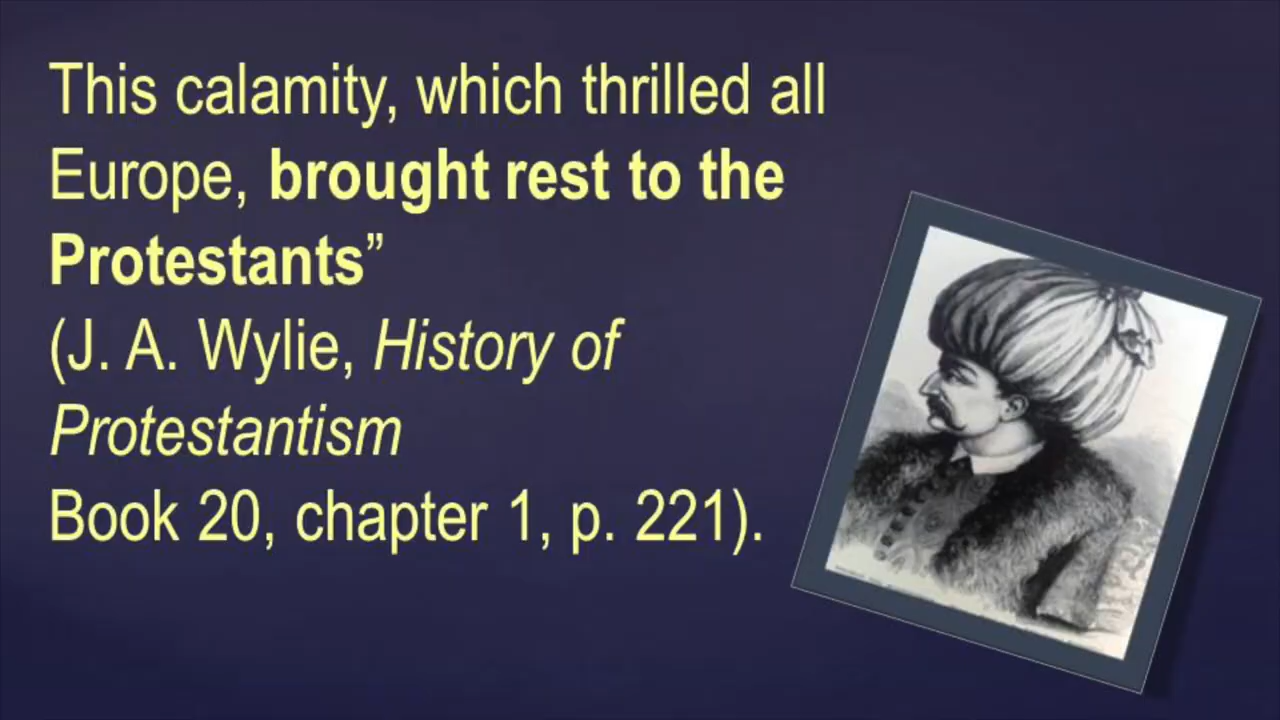 This calamity, which thrilled all
Europe, brought rest to the
Protestants”
(J. A. Wylie, History of
Protestantism
Book 20, chapter 1, p. 221).